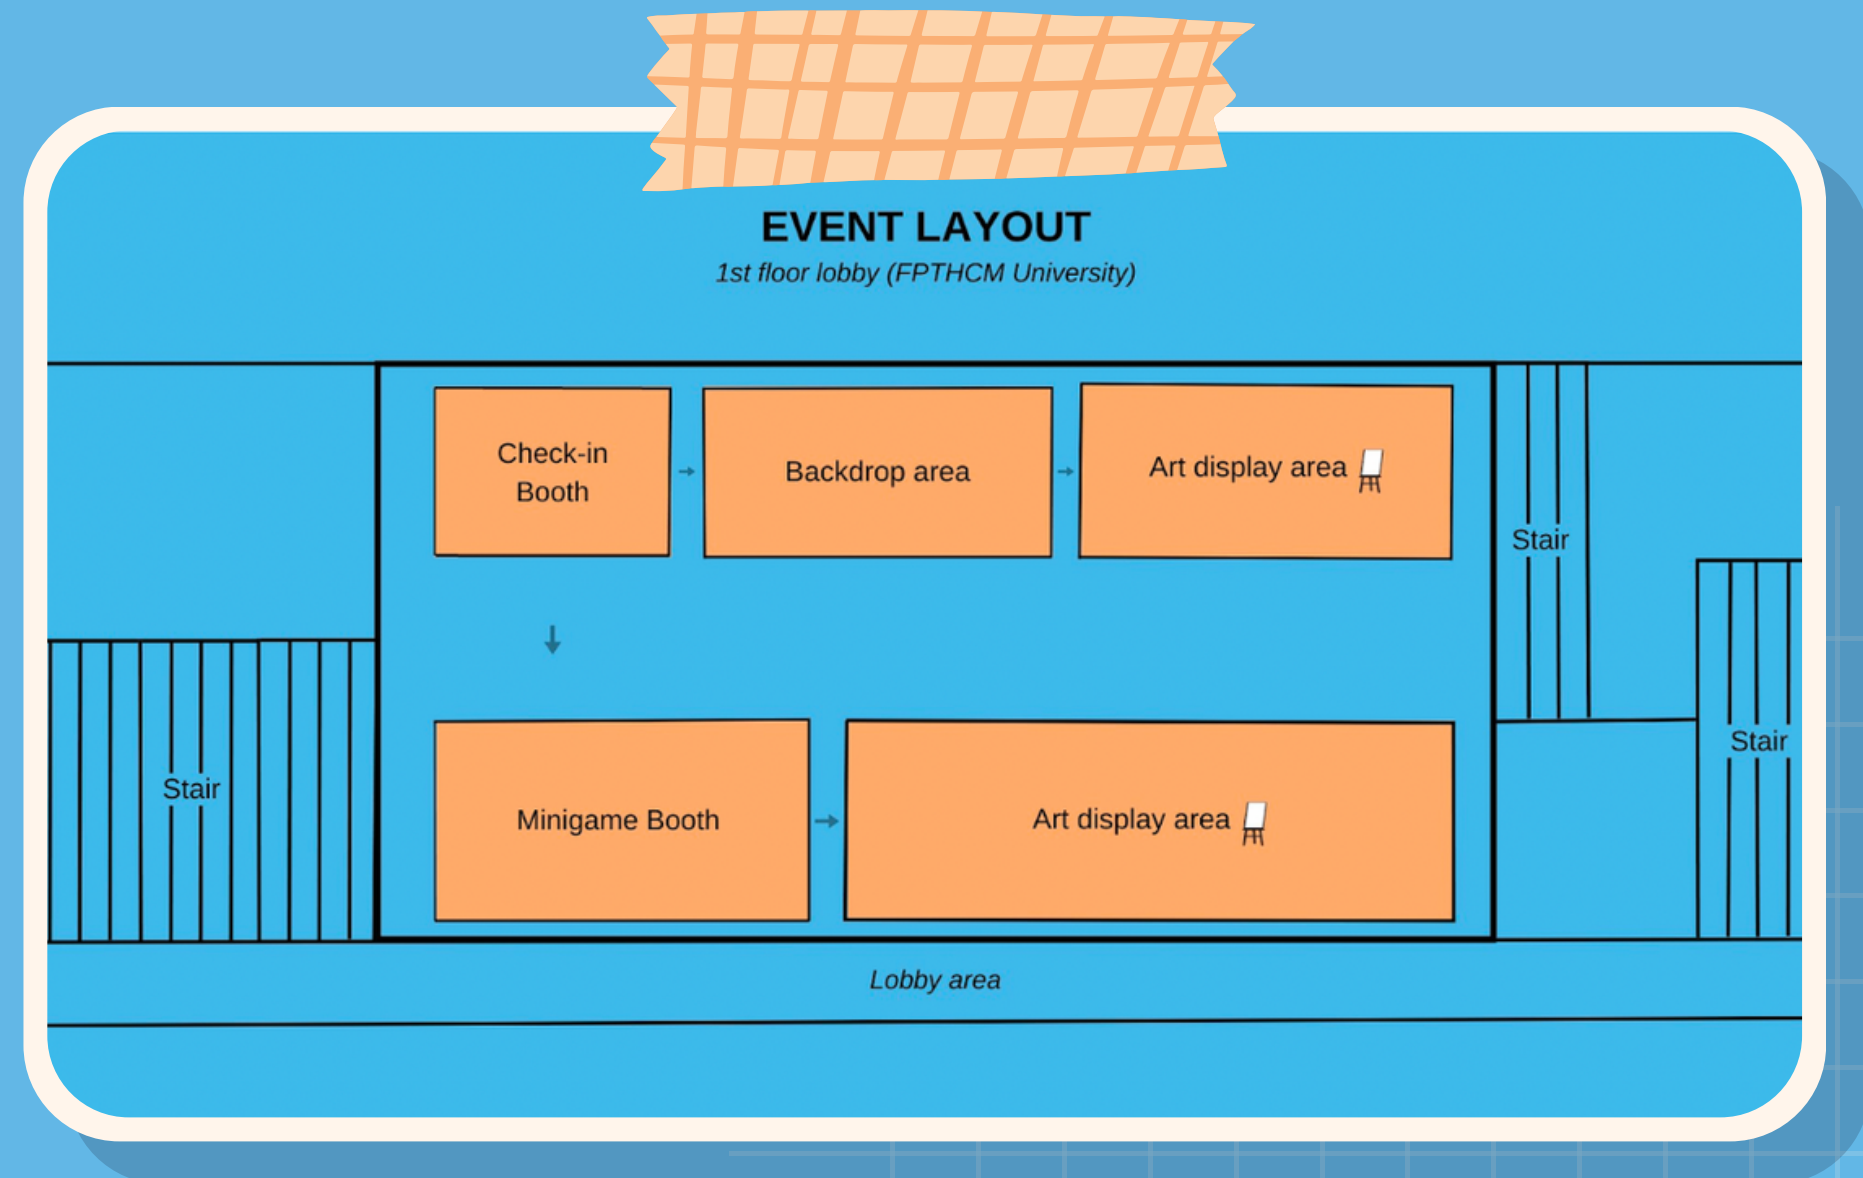 EVENT LAYOUT
1st floor lobby (FPTHCM University)
Check-in
Booth
Backdrop area
Art display area
Stair
Stair
Stair
Minigame Booth
Art display area
Lobby area